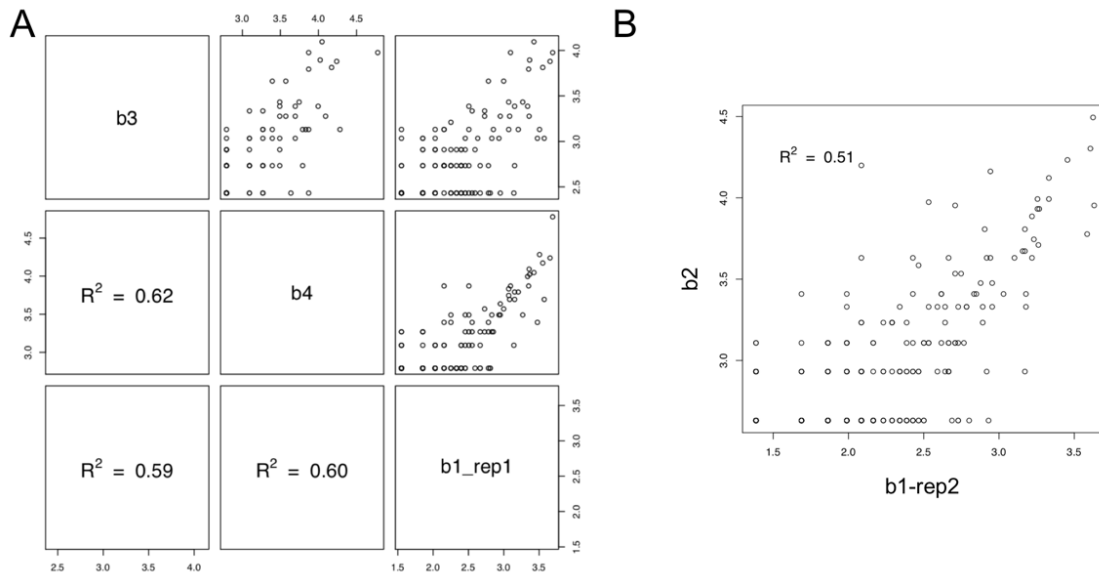 A
3.0 3.5 4.0 4.5
b3
2.5 3.0 3.5 4.0
3.0 3.5 4.0 4.5
R² = 0.62
b4
R² = 0.59
R² = 0.60
b1_rep1
1.5 2.0 2.5 3.0 3.5
2.5 3.0 3.5 4.0
1.5 2.0 2.5 3.0 3.5
B
R² = 0.51
b2
3.0 3.5 4.0 4.5
1.5 2.0 2.5 3.0 3.5
b1-rep2